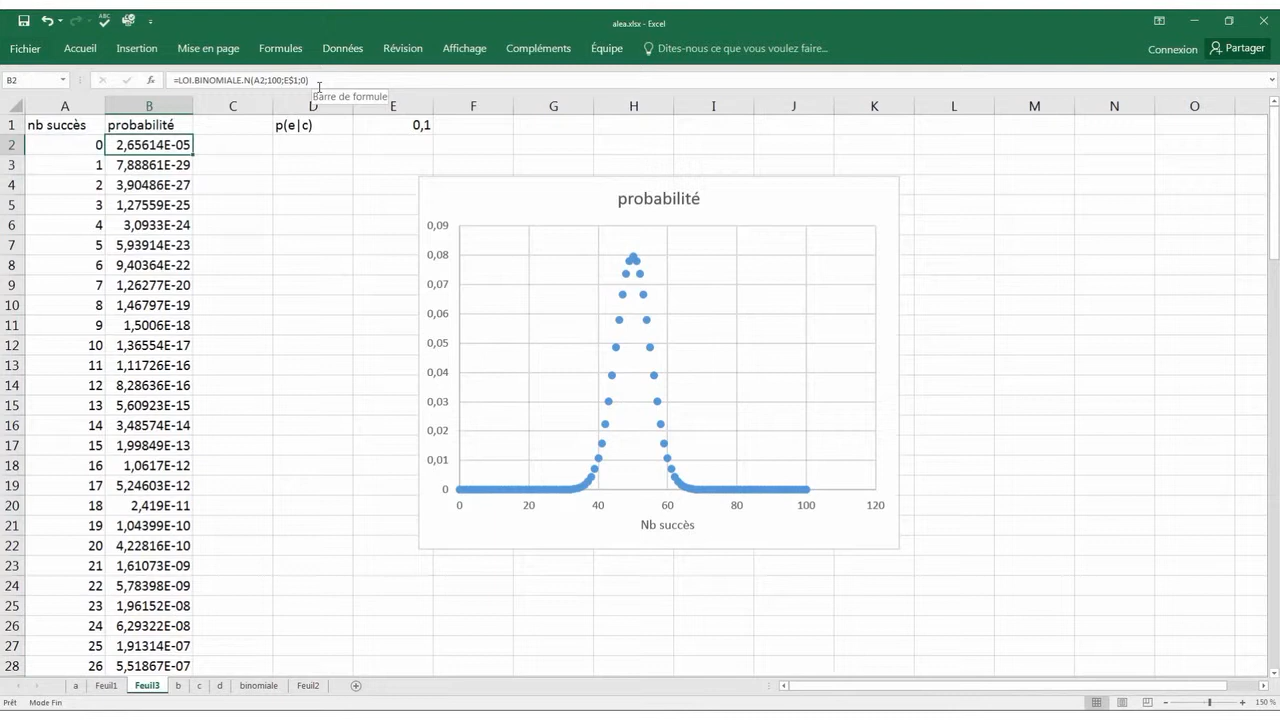 alea.xlsx - Excel
Fichier Accueil Insertion Mise en page Formules Données Révision Affichage Compléments Équipe Dites-nous ce que vous voulez faire... Connexion Partager
B2 fx =LOI.BINOMIALE.N(A2;100;E$1;0)
Barre de formule
A B C D E F G H I J K L M N O
1 nb succès probabilité p(e|c) 0,1
2 0 2,65614E-05
3 1 7,88861E-29
4 2 3,90486E-27
5 3 1,27559E-25
6 4 3,0933E-24
7 5 5,93914E-23
8 6 9,40364E-22
9 7 1,26277E-20
10 8 1,46797E-19
11 9 1,5006E-18
12 10 1,36554E-17
13 11 1,11726E-16
14 12 8,28636E-16
15 13 5,60923E-15
16 14 3,48574E-14
17 15 1,99849E-13
18 16 1,0617E-12
19 17 5,24603E-12
20 18 2,419E-11
21 19 1,04399E-10
22 20 4,22816E-10
23 21 1,61073E-09
24 22 5,78398E-09
25 23 1,96152E-08
26 24 6,29322E-08
27 25 1,91314E-07
28 26 5,51867E-07
probabilité
0,09
0,08
0,07
0,06
0,05
0,04
0,03
0,02
0,01
0
0 20 40 60 80 100 120
Nb succès
a Feuil1 Feuil3 b c d binomiale Feuil2
Prêt Mode Fin 150 %